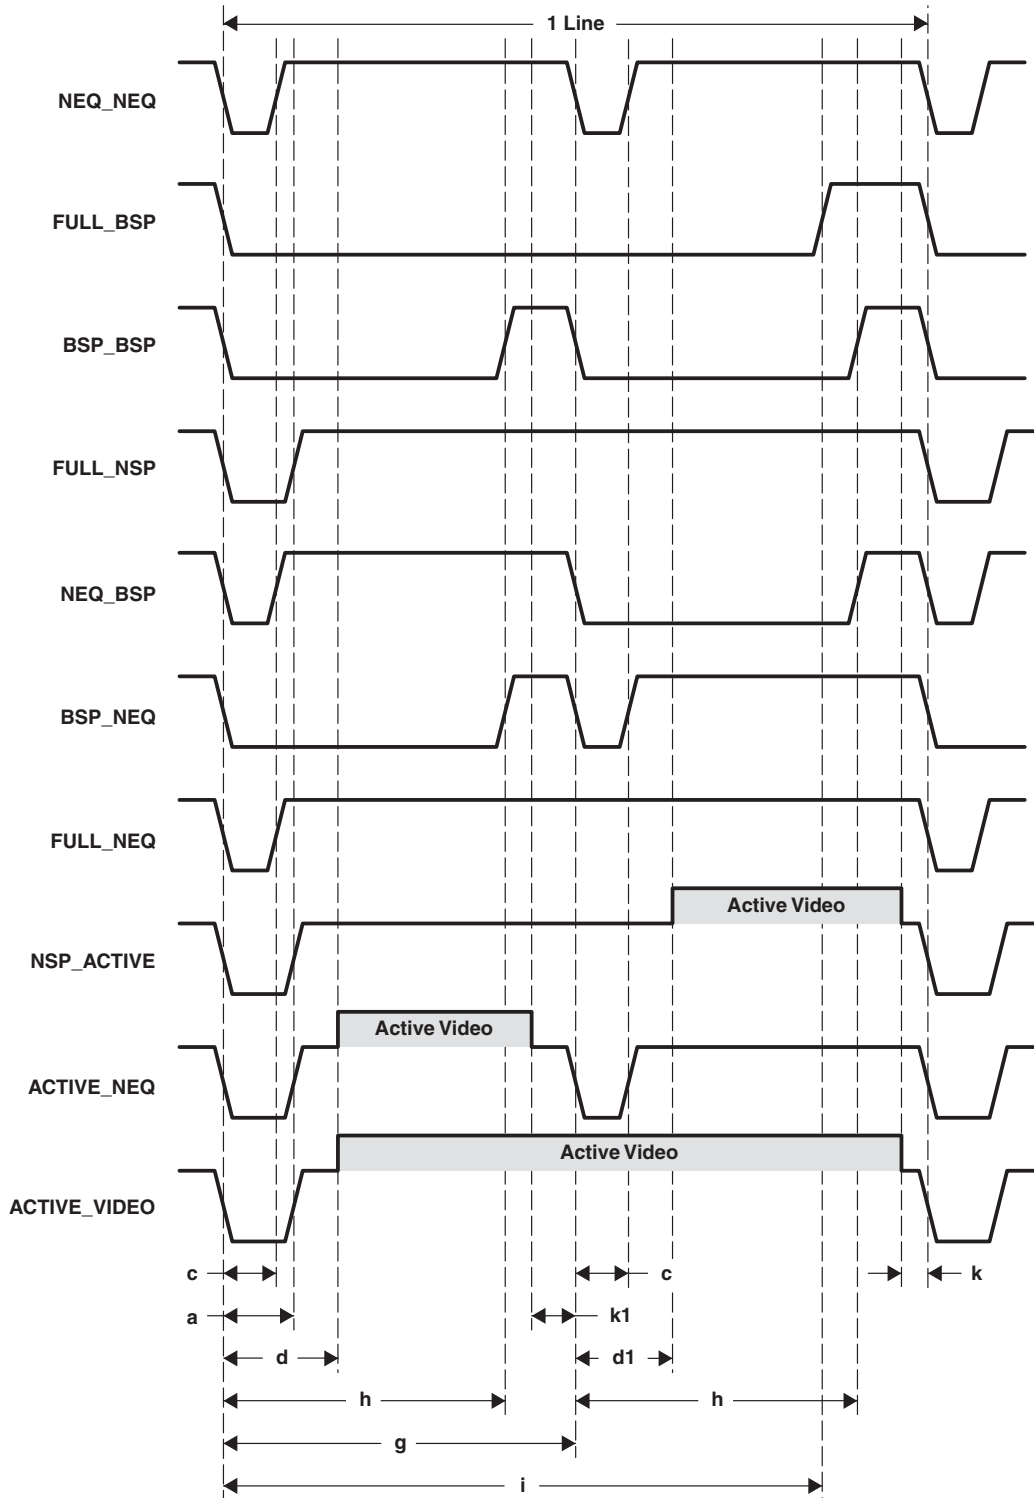 1 Line
NEQ_NEQ
FULL_BSP
BSP_BSP
FULL_NSP
NEQ_BSP
BSP_NEQ
FULL_NEQ
Active Video
NSP_ACTIVE
Active Video
ACTIVE_NEQ
Active Video
ACTIVE_VIDEO
c c k
a k1
d d1
h h
g
i